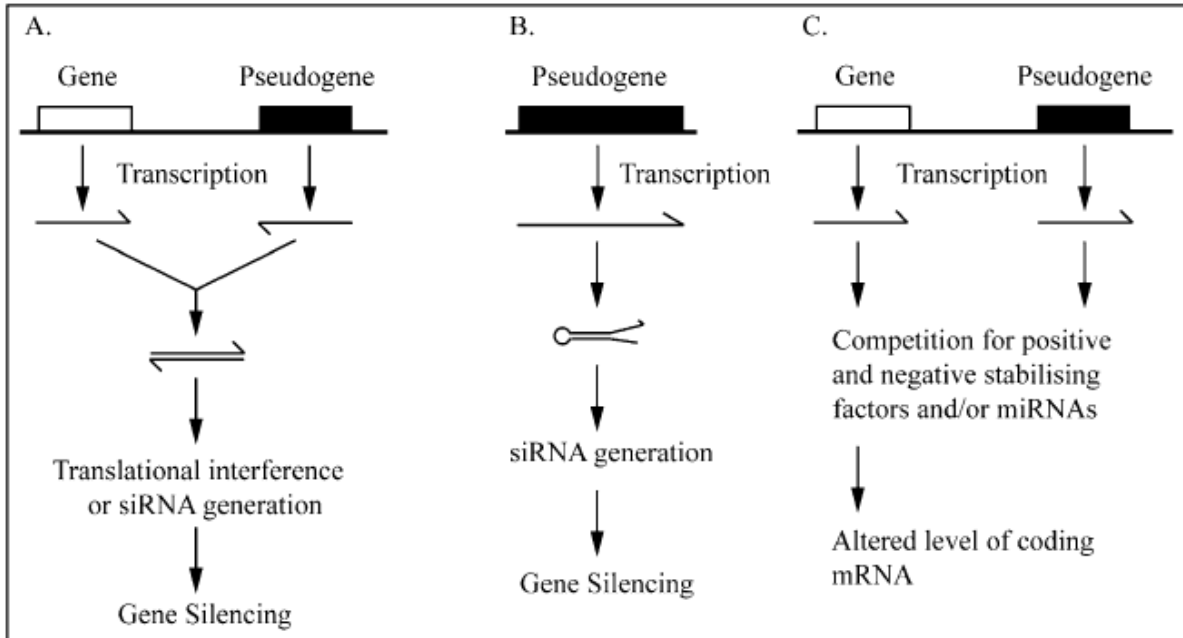 A.
Gene Pseudogene
Transcription
Translational interference
or siRNA generation
Gene Silencing
B.
Pseudogene
Transcription
siRNA generation
Gene Silencing
C.
Gene Pseudogene
Transcription
Competition for positive
and negative stabilising
factors and/or miRNAs
Altered level of coding
mRNA